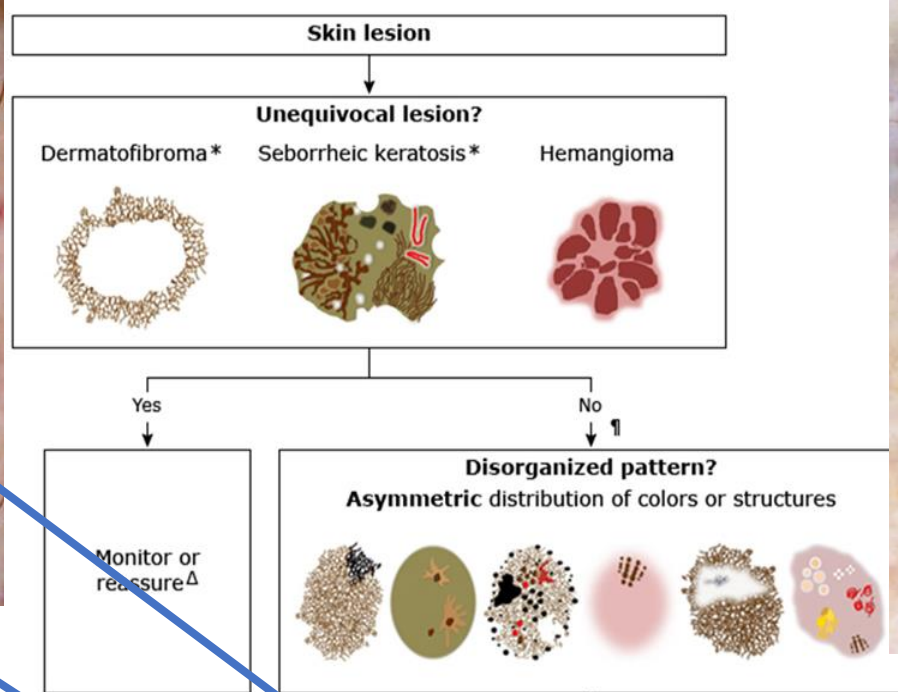 Skin lesion
Unequivocal lesion?
Dermatofibroma*
Seborrheic keratosis*
Hemangioma
Yes
No
¶
Monitor or
reassureΔ
Disorganized pattern?
Asymmetric distribution of colors or structures